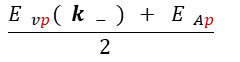 E vp( k – ) + E Ap
2